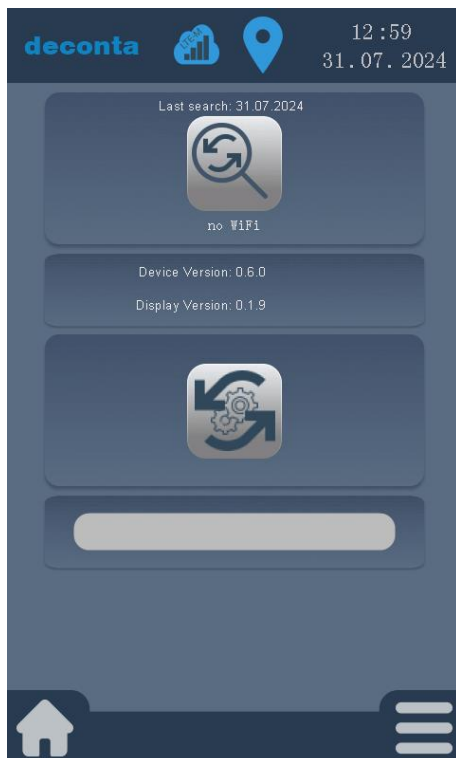 deconta
LTE-M
12:59
31.07.2024
Last search: 31.07.2024
no WiFi
Device Version: 0.6.0
Display Version: 0.1.9